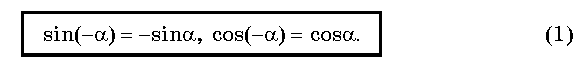 sin(−α) = −sinα, cos(−α) = cosα. (1)